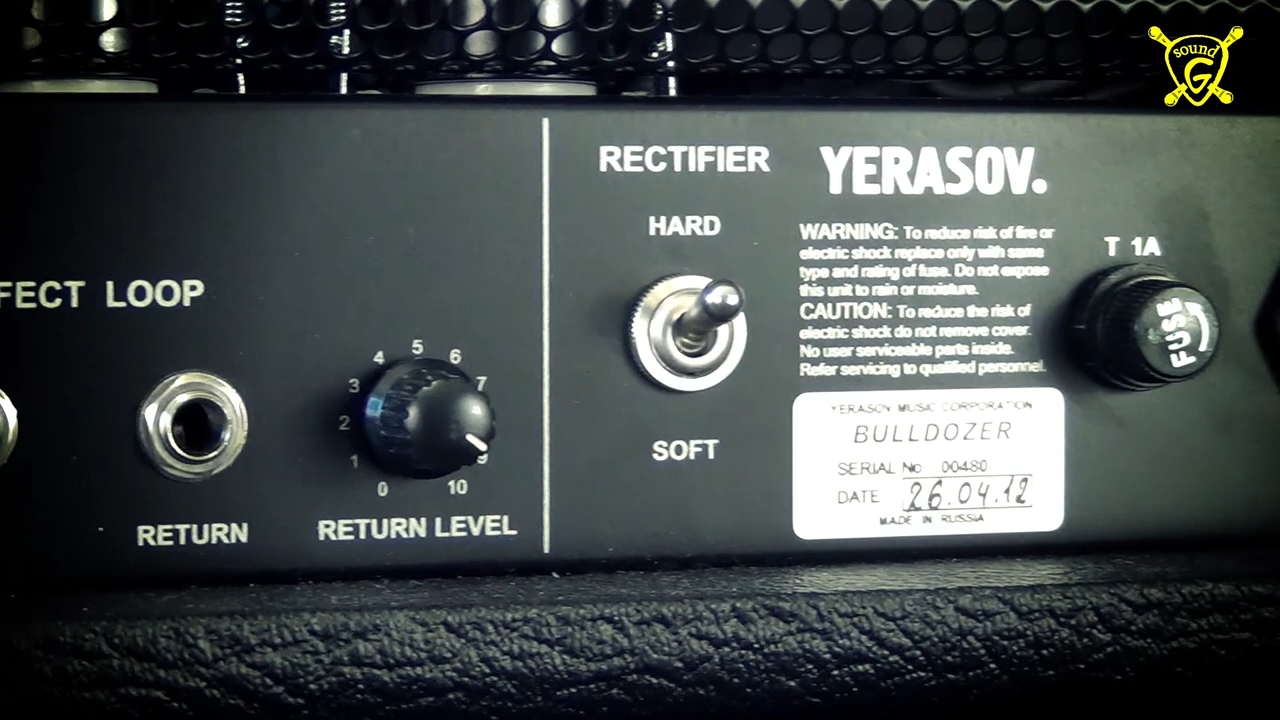 sound
G
RECTIFIER
YERASOV.
HARD
WARNING: To reduce risk of fire or
electric shock replace only with same
type and rating of fuse. Do not expose
this unit to rain or moisture.
CAUTION: To reduce the risk of
electric shock do not remove cover.
No user serviceable parts inside.
Refer servicing to qualified personnel.
T 1A
FUSE
FECT LOOP
0 1 2 3 4 5 6 7 9 10
SOFT
RETURN
RETURN LEVEL
YERASOV MUSIC CORPORATION
BULLDOZER
SERIAL No 00480
DATE 26.04.12
MADE IN RUSSIA